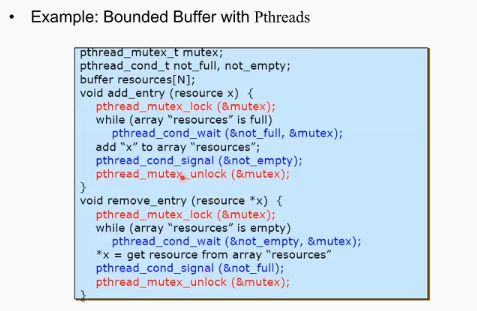 • Example: Bounded Buffer with Pthreads
pthread_mutex_t mutex;
pthread_cond_t not_full, not_empty;
buffer resources[N];
void add_entry (resource x) {
pthread_mutex_lock (&mutex);
while (array “resources” is full)
pthread_cond_wait (&not_full, &mutex);
add “x” to array “resources”;
pthread_cond_signal (&not_empty);
pthread_mutex_unlock (&mutex);
}
void remove_entry (resource *x) {
pthread_mutex_lock (&mutex);
while (array “resources” is empty)
pthread_cond_wait (&not_empty, &mutex);
*x = get resource from array “resources”
pthread_cond_signal (&not_full);
pthread_mutex_unlock (&mutex);
}